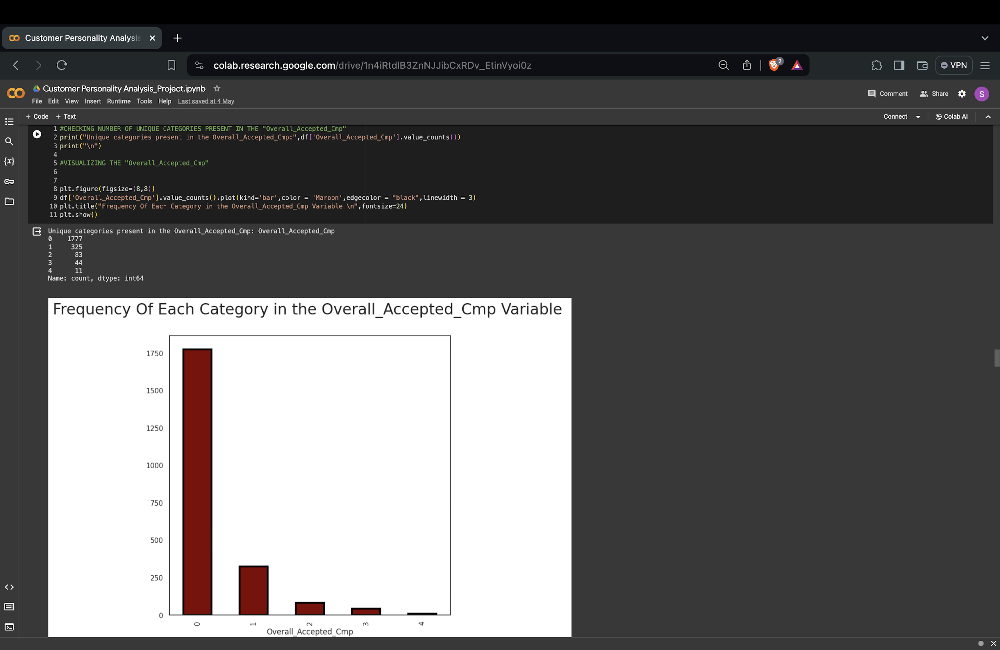 Customer Personality Analysis
colab.research.google.com/drive/1n4iRtdlB3ZnNJJibCxRDv_EtinVyoi0z
2
VPN
Customer Personality Analysis_Project.ipynb
File Edit View Insert Runtime Tools Help Last saved at 4 May
Comment Share S
+ Code + Text
Connect Colab AI
{x}
1 #CHECKING NUMBER OF UNIQUE CATEGORIES PRESENT IN THE "Overall_Accepted_Cmp"
2 print("Unique categories present in the Overall_Accepted_Cmp:",df['Overall_Accepted_Cmp'].value_counts())
3 print("\n")
4
5 #VISUALIZING THE "Overall_Accepted_Cmp"
6
7
8 plt.figure(figsize=(8,8))
9 df['Overall_Accepted_Cmp'].value_counts().plot(kind='bar',color = 'Maroon',edgecolor = "black",linewidth = 3)
10 plt.title("Frequency Of Each Category in the Overall_Accepted_Cmp Variable \n",fontsize=24)
11 plt.show()
Unique categories present in the Overall_Accepted_Cmp: Overall_Accepted_Cmp
0 1777
1 325
2 83
3 44
4 11
Name: count, dtype: int64
Frequency Of Each Category in the Overall_Accepted_Cmp Variable
1750
1500
1250
1000
750
500
250
0
0 1 2 3 4
Overall_Accepted_Cmp